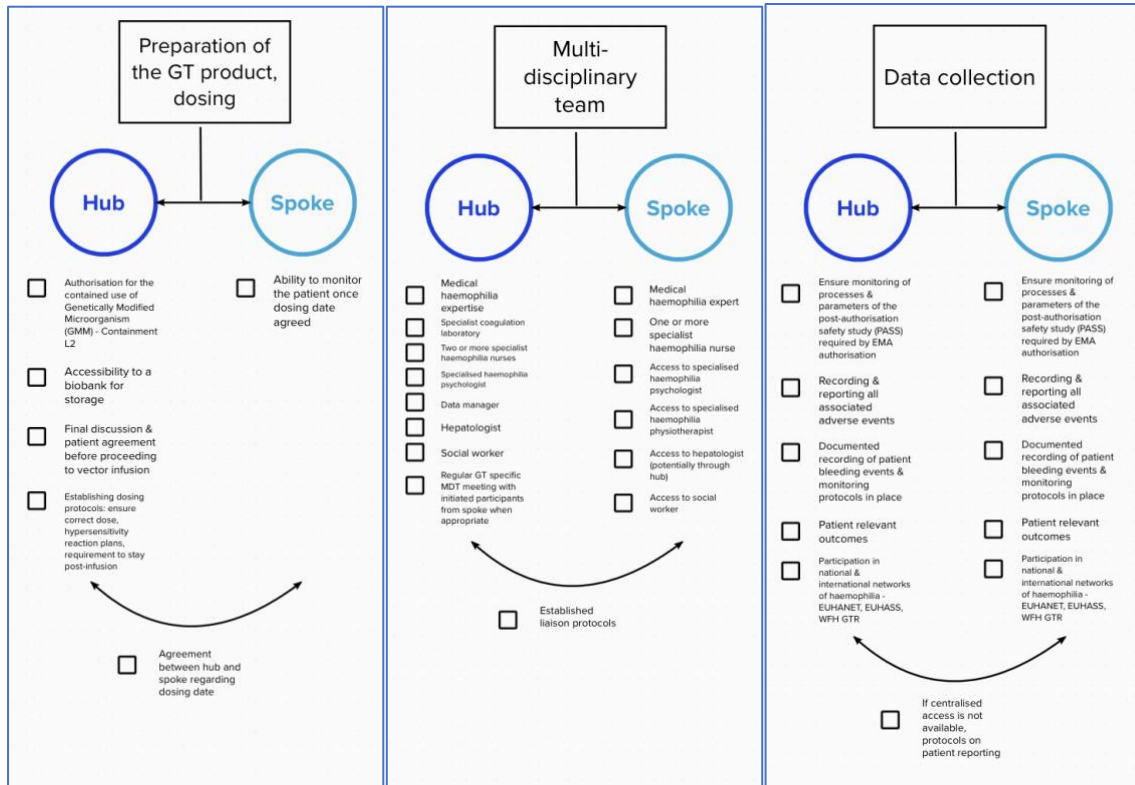 Preparation of
the GT product,
dosing
Hub
Spoke
Authorisation for the
contained use of
Genetically Modified
Microorganism
(GMM) - Containment
L2
Accessibility to a
biobank for
storage
Final discussion &
patient agreement
before proceeding
to vector infusion
Establishing dosing
protocols: ensure
correct dose,
hypersensitivity
reaction plans,
requirement to stay
post-infusion
Ability to monitor
the patient once
dosing date
agreed
Agreement
between hub and
spoke regarding
dosing date
Multi-
disciplinary
team
Hub
Spoke
Medical
haemophilia
expertise
Specialist coagulation
laboratory
Two or more specialist
haemophilia nurses
Specialised haemophilia
psychologist
Data manager
Hepatologist
Social worker
Regular GT specific
MDT meeting with
initiated participants
from spoke when
appropriate
Medical
haemophilia expert
One or more
specialist
haemophilia nurse
Access to specialised
haemophilia
psychologist
Access to specialised
haemophilia
physiotherapist
Access to hepatologist
(potentially through
hub)
Access to social
worker
Established
liaison protocols
Data collection
Hub
Spoke
Ensure monitoring of
processes &
parameters of the
post-authorisation
safety study (PASS)
required by EMA
authorisation
Recording &
reporting all
associated
adverse events
Documented
recording of patient
bleeding events &
monitoring
protocols in place
Patient relevant
outcomes
Participation in
national &
international networks
of haemophilia -
EUHANET, EUHASS,
WFH GTR
Ensure monitoring of
processes &
parameters of the
post-authorisation
safety study (PASS)
required by EMA
authorisation
Recording &
reporting all
associated
adverse events
Documented
recording of patient
bleeding events &
monitoring
protocols in place
Patient relevant
outcomes
Participation in
national &
international networks
of haemophilia -
EUHANET, EUHASS,
WFH GTR
If centralised
access is not
available,
protocols on
patient reporting